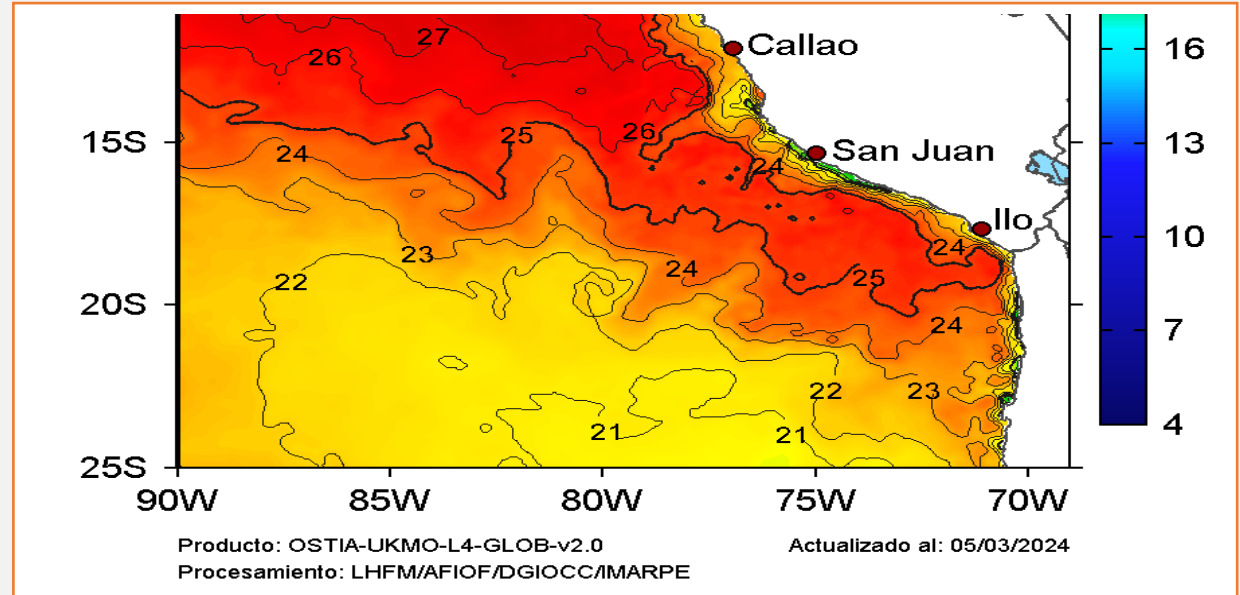 27
Callao
16
26
15S
25
26
13
24
San Juan
24
Ilo
10
23
24
24
25
22
20S
24
7
22
23
21
21
4
25S
90W 85W 80W 75W 70W
Producto: OSTIA-UKMO-L4-GLOB-v2.0 Actualizado al: 05/03/2024
Procesamiento: LHFM/AFIOF/DGIOCC/IMARPE